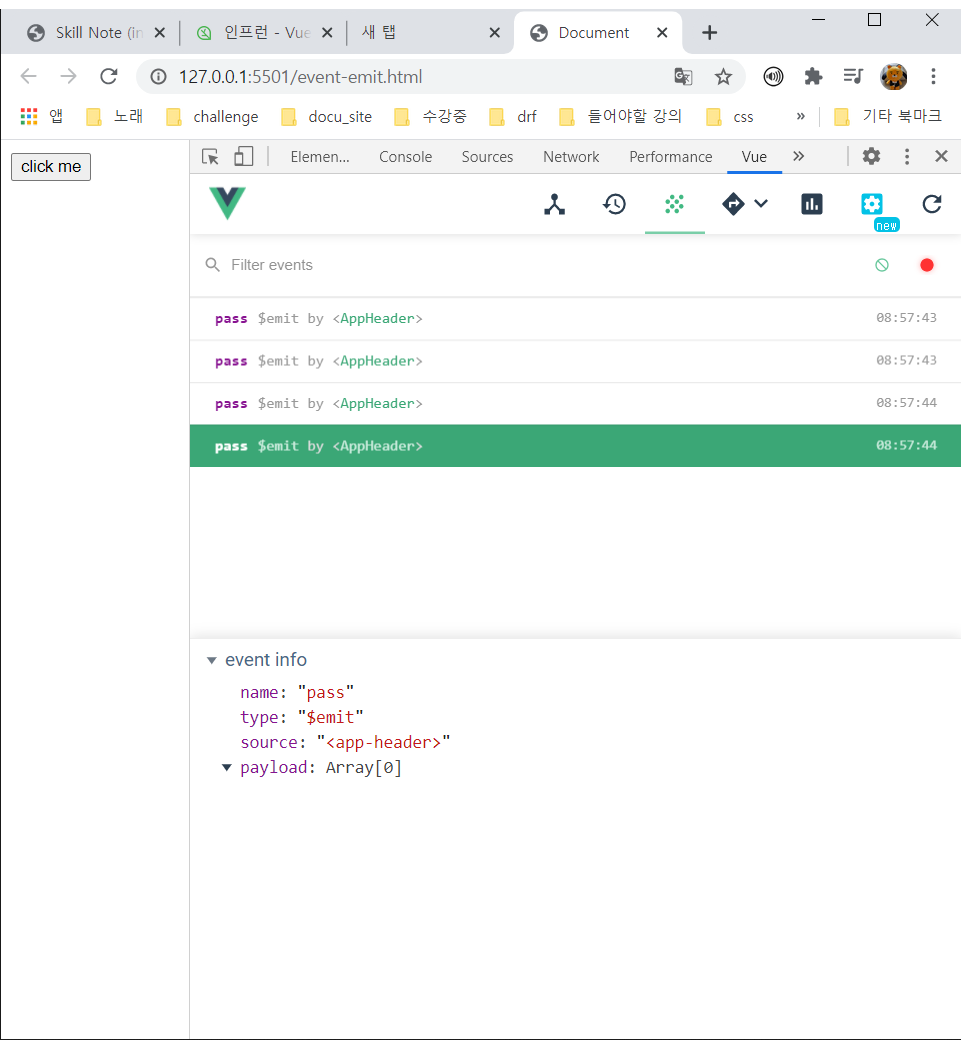 Skill Note (in
인프런 - Vue
새 탭
Document
127.0.0.1:5501/event-emit.html
앱 노래 challenge docu_site 수강중 drf 들어야할 강의 css » 기타 북마크
click me
Elemen... Console Sources Network Performance Vue »
new
Filter events
pass $emit by <AppHeader> 08:57:43
pass $emit by <AppHeader> 08:57:43
pass $emit by <AppHeader> 08:57:44
pass $emit by <AppHeader> 08:57:44
event info
name: "pass"
type: "$emit"
source: "<app-header>"
payload: Array[0]